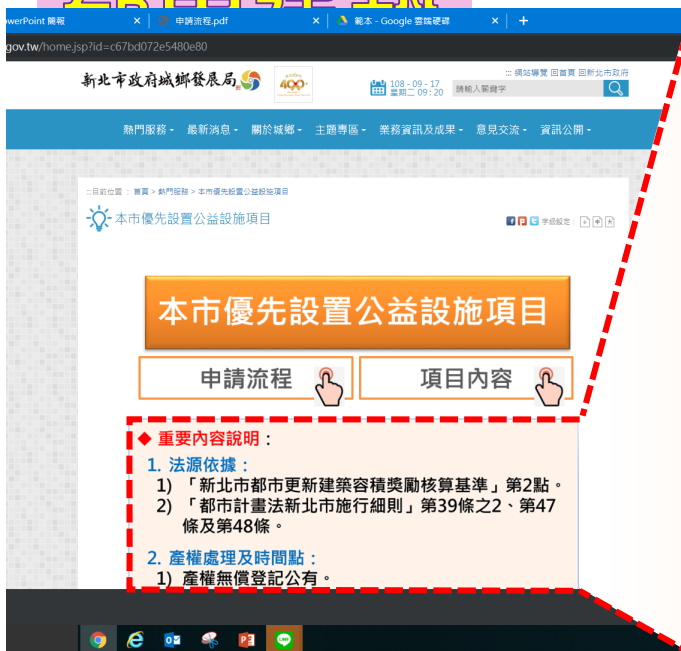 owerPoint 簡報
申請流程.pdf
範本 - Google 雲端硬碟
gov.tw/home.jsp?id=c67bd072e5480e80
新北市政府城鄉發展局
400
108 - 09 - 17
星期二 09 : 20
::: 網站導覽 回首頁 回新北市政府
請輸入關鍵字
熱門服務 最新消息 關於城鄉 主題專區 業務資訊及成果 意見交流 資訊公開
:::目前位置 : 首頁 > 熱門服務 > 本市優先設置公益設施項目
本市優先設置公益設施項目
字級設定 :
本市優先設置公益設施項目
申請流程
項目內容
◆ 重要內容說明：
1. 法源依據：
1) 「新北市都市更新建築容積獎勵核算基準」第2點。
2) 「都市計畫法新北市施行細則」第39條之2、第47
條及第48條。
2. 產權處理及時間點：
1) 產權無償登記公有。